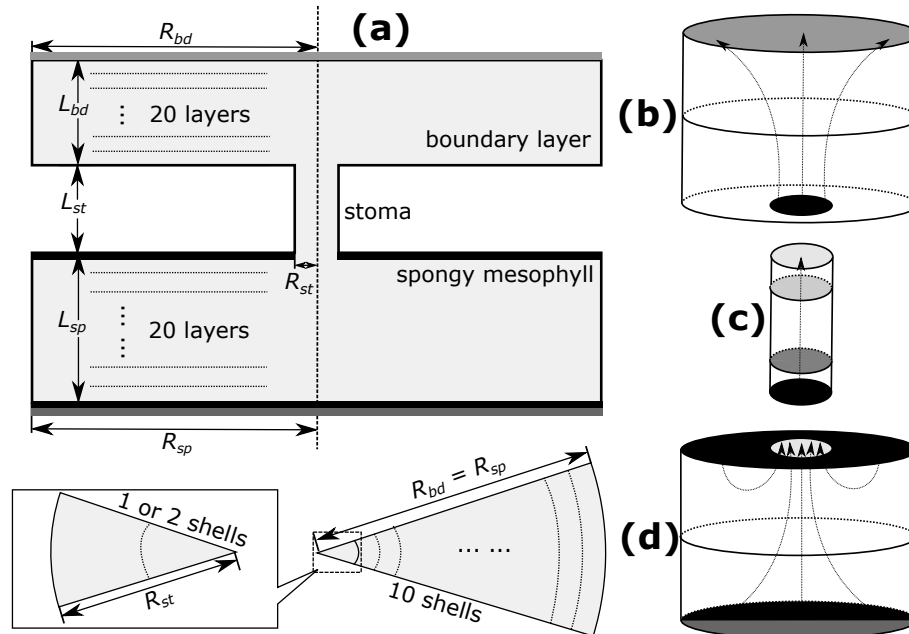 R_bd
(a)
L_bd
⋮ 20 layers
boundary layer
(b)
L_st
stoma
R_st
spongy mesophyll
L_sp
20 layers
(c)
R_sp
1 or 2 shells
R_st
R_bd = R_sp
... ...
10 shells
(d)